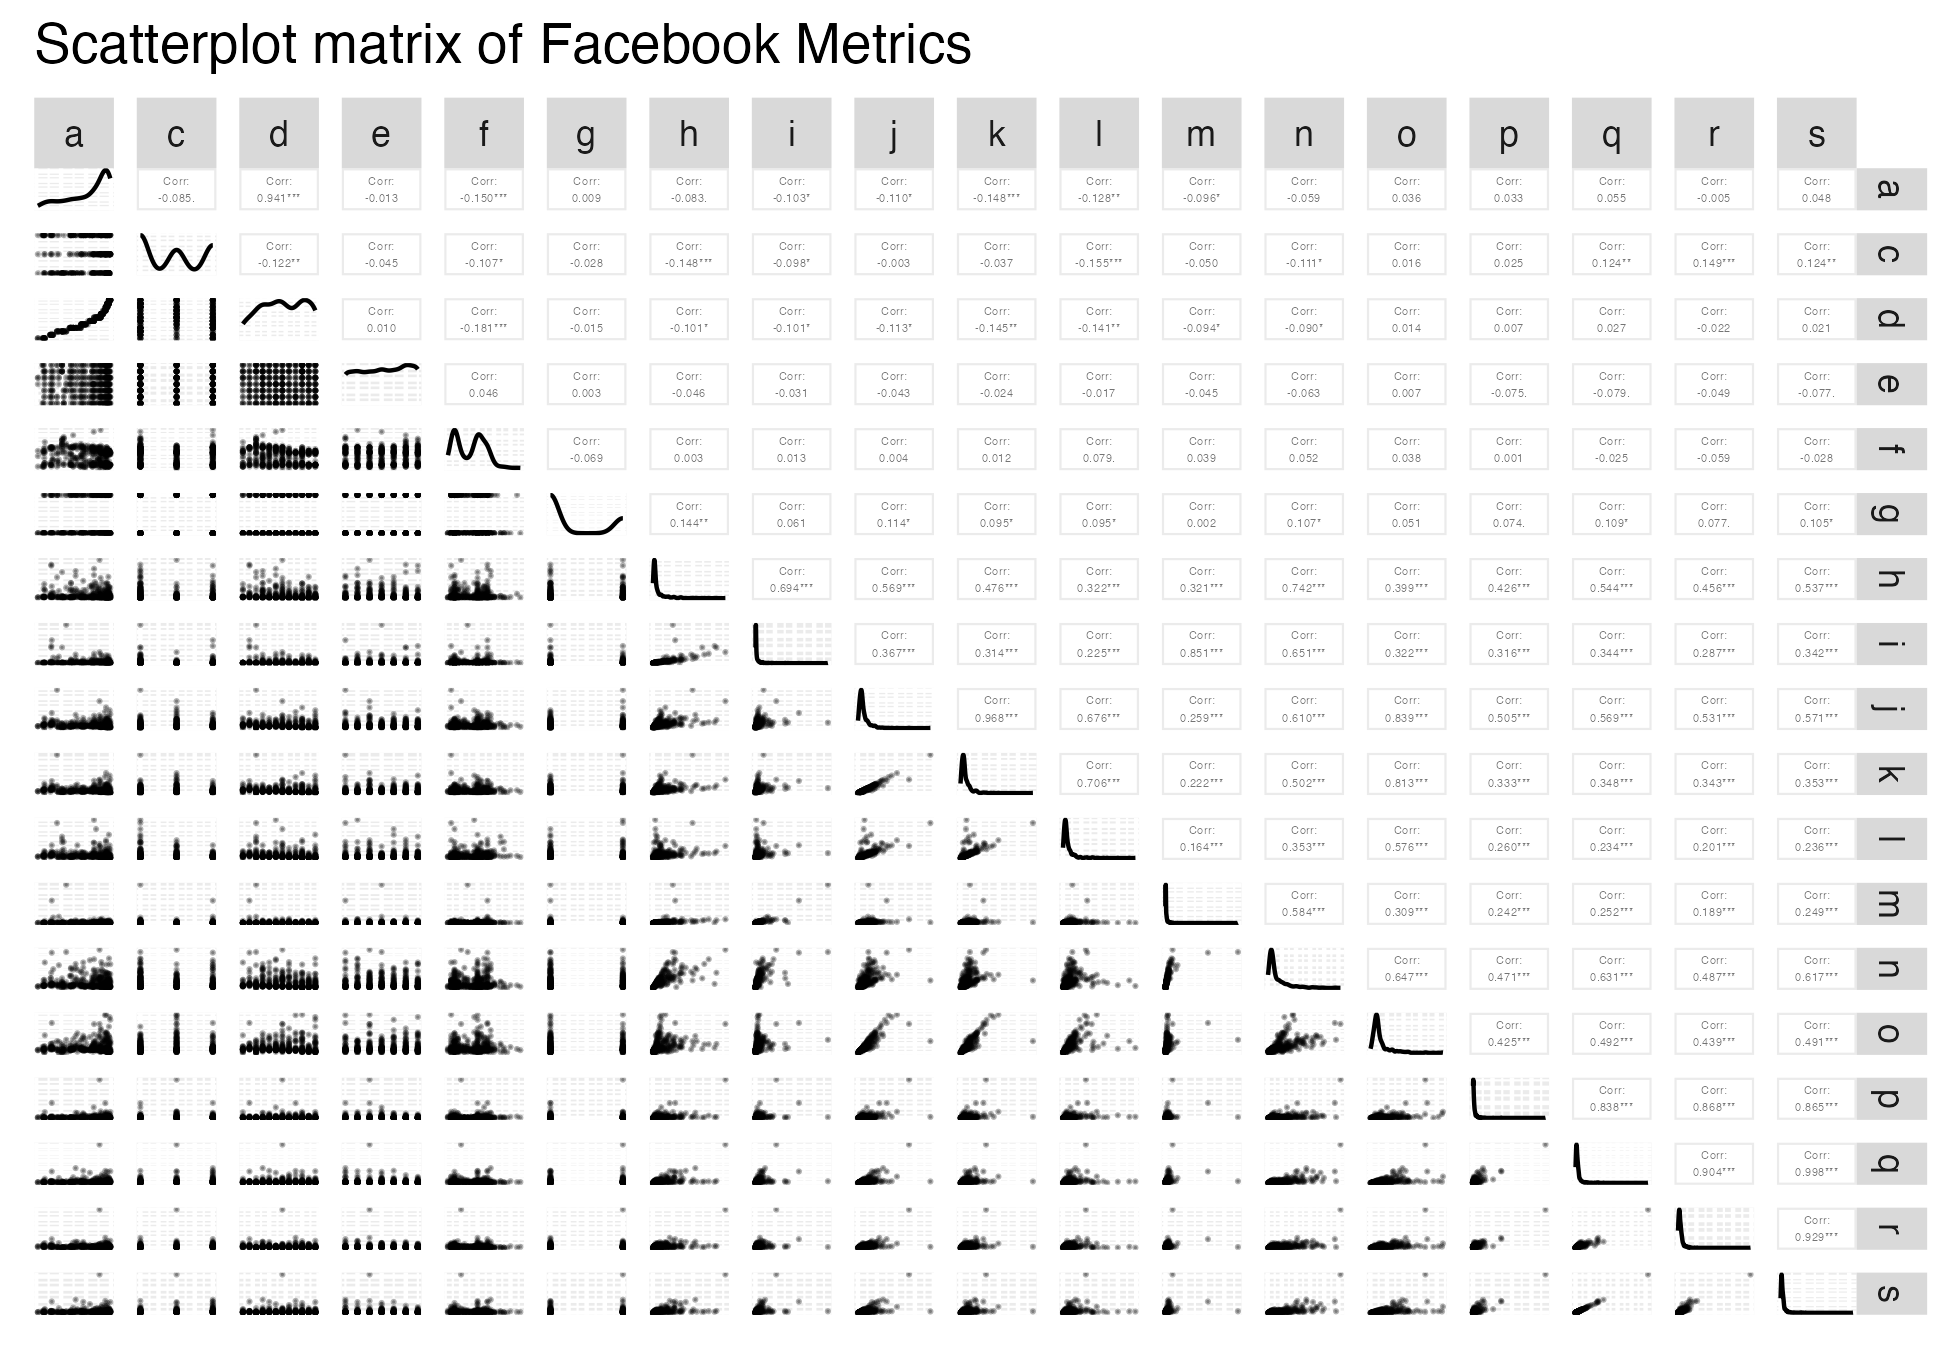 Scatterplot matrix of Facebook Metrics
a c d e f g h i j k l m n o p q r s
Corr: Corr: Corr: Corr: Corr: Corr: Corr: Corr: Corr: Corr: Corr: Corr: Corr: Corr: Corr: Corr: Corr: a
-0.085. 0.941*** -0.013 -0.150*** 0.009 -0.083. -0.103* -0.110* -0.148*** -0.128** -0.096* -0.059 0.036 0.033 0.055 -0.005 0.048
Corr: Corr: Corr: Corr: Corr: Corr: Corr: Corr: Corr: Corr: Corr: Corr: Corr: Corr: Corr: Corr: c
-0.122** -0.045 -0.107* -0.028 -0.148*** -0.098* -0.003 -0.037 -0.155*** -0.050 -0.111* 0.016 0.025 0.124** 0.149*** 0.124**
Corr: Corr: Corr: Corr: Corr: Corr: Corr: Corr: Corr: Corr: Corr: Corr: Corr: Corr: Corr: d
0.010 -0.181*** -0.015 -0.101* -0.101* -0.113* -0.145** -0.141** -0.094* -0.090* 0.014 0.007 0.027 -0.022 0.021
Corr: Corr: Corr: Corr: Corr: Corr: Corr: Corr: Corr: Corr: Corr: Corr: Corr: Corr: e
0.046 0.003 -0.046 -0.031 -0.043 -0.024 -0.017 -0.045 -0.063 0.007 -0.075. -0.079. -0.049 -0.077.
Corr: Corr: Corr: Corr: Corr: Corr: Corr: Corr: Corr: Corr: Corr: Corr: Corr: f
-0.069 0.003 0.013 0.004 0.012 0.079. 0.039 0.052 0.038 0.001 -0.025 -0.059 -0.028
Corr: Corr: Corr: Corr: Corr: Corr: Corr: Corr: Corr: Corr: Corr: Corr: g
0.144** 0.061 0.114* 0.095* 0.095* 0.002 0.107* 0.051 0.074. 0.109* 0.077. 0.105*
Corr: Corr: Corr: Corr: Corr: Corr: Corr: Corr: Corr: Corr: Corr: h
0.694*** 0.569*** 0.476*** 0.322*** 0.321*** 0.742*** 0.399*** 0.426*** 0.544*** 0.456*** 0.537***
Corr: Corr: Corr: Corr: Corr: Corr: Corr: Corr: Corr: Corr: i
0.367*** 0.314*** 0.225*** 0.851*** 0.651*** 0.322*** 0.316*** 0.344*** 0.287*** 0.342***
Corr: Corr: Corr: Corr: Corr: Corr: Corr: Corr: Corr: j
0.968*** 0.676*** 0.259*** 0.610*** 0.839*** 0.505*** 0.569*** 0.531*** 0.571***
Corr: Corr: Corr: Corr: Corr: Corr: Corr: Corr: k
0.706*** 0.222*** 0.502*** 0.813*** 0.333*** 0.348*** 0.343*** 0.353***
Corr: Corr: Corr: Corr: Corr: Corr: Corr: l
0.164*** 0.353*** 0.576*** 0.260*** 0.234*** 0.201*** 0.236***
Corr: Corr: Corr: Corr: Corr: Corr: m
0.584*** 0.309*** 0.242*** 0.252*** 0.189*** 0.249***
Corr: Corr: Corr: Corr: Corr: n
0.647*** 0.471*** 0.631*** 0.487*** 0.617***
Corr: Corr: Corr: Corr: o
0.425*** 0.492*** 0.439*** 0.491***
Corr: Corr: Corr: p
0.838*** 0.868*** 0.865***
Corr: Corr: q
0.904*** 0.998***
Corr: r
0.929***
s